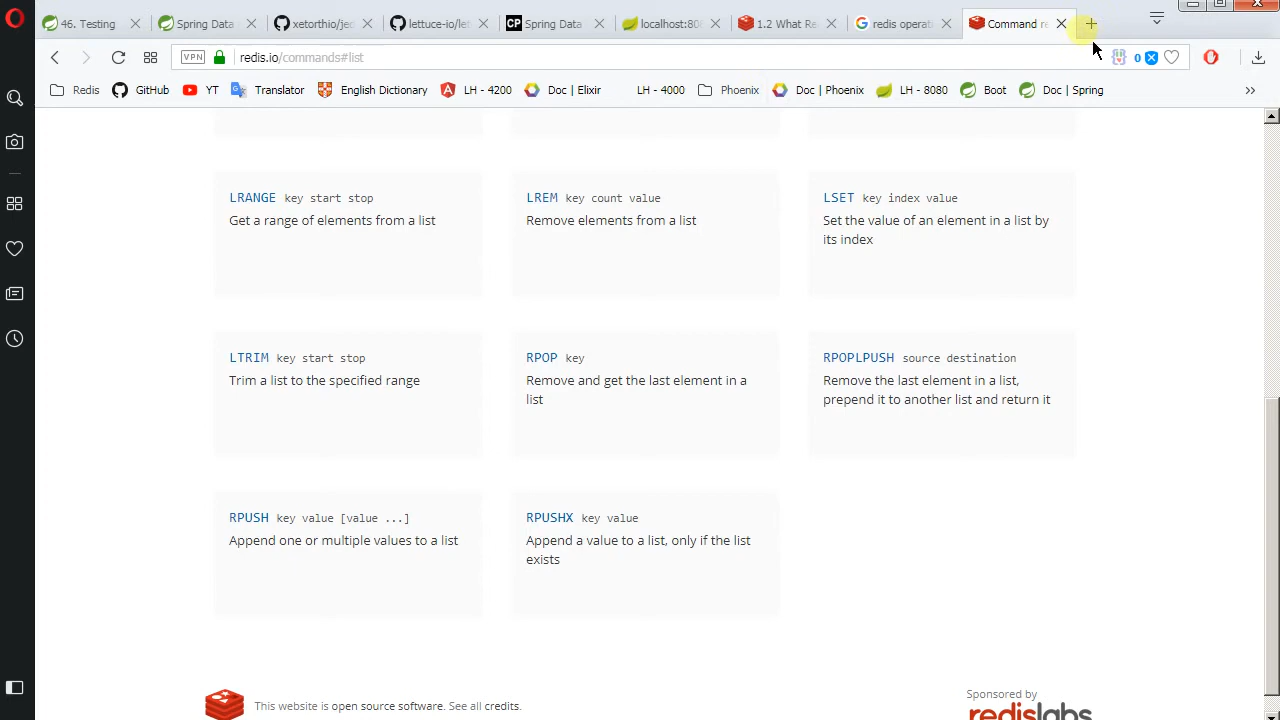 46. Testing
Spring Data
xetorthio/jed
lettuce-io/let
CP
Spring Data
localhost:808
1.2 What Re
redis operati
Command re
VPN
redis.io/commands#list
0
Redis
GitHub
YT
Translator
English Dictionary
LH - 4200
Doc | Elixir
LH - 4000
Phoenix
Doc | Phoenix
LH - 8080
Boot
Doc | Spring
LRANGE key start stop
Get a range of elements from a list
LREM key count value
Remove elements from a list
LSET key index value
Set the value of an element in a list by
its index
LTRIM key start stop
Trim a list to the specified range
RPOP key
Remove and get the last element in a
list
RPOPLPUSH source destination
Remove the last element in a list,
prepend it to another list and return it
RPUSH key value [value ...]
Append one or multiple values to a list
RPUSHX key value
Append a value to a list, only if the list
exists
This website is open source software. See all credits.
Sponsored by
redislabs